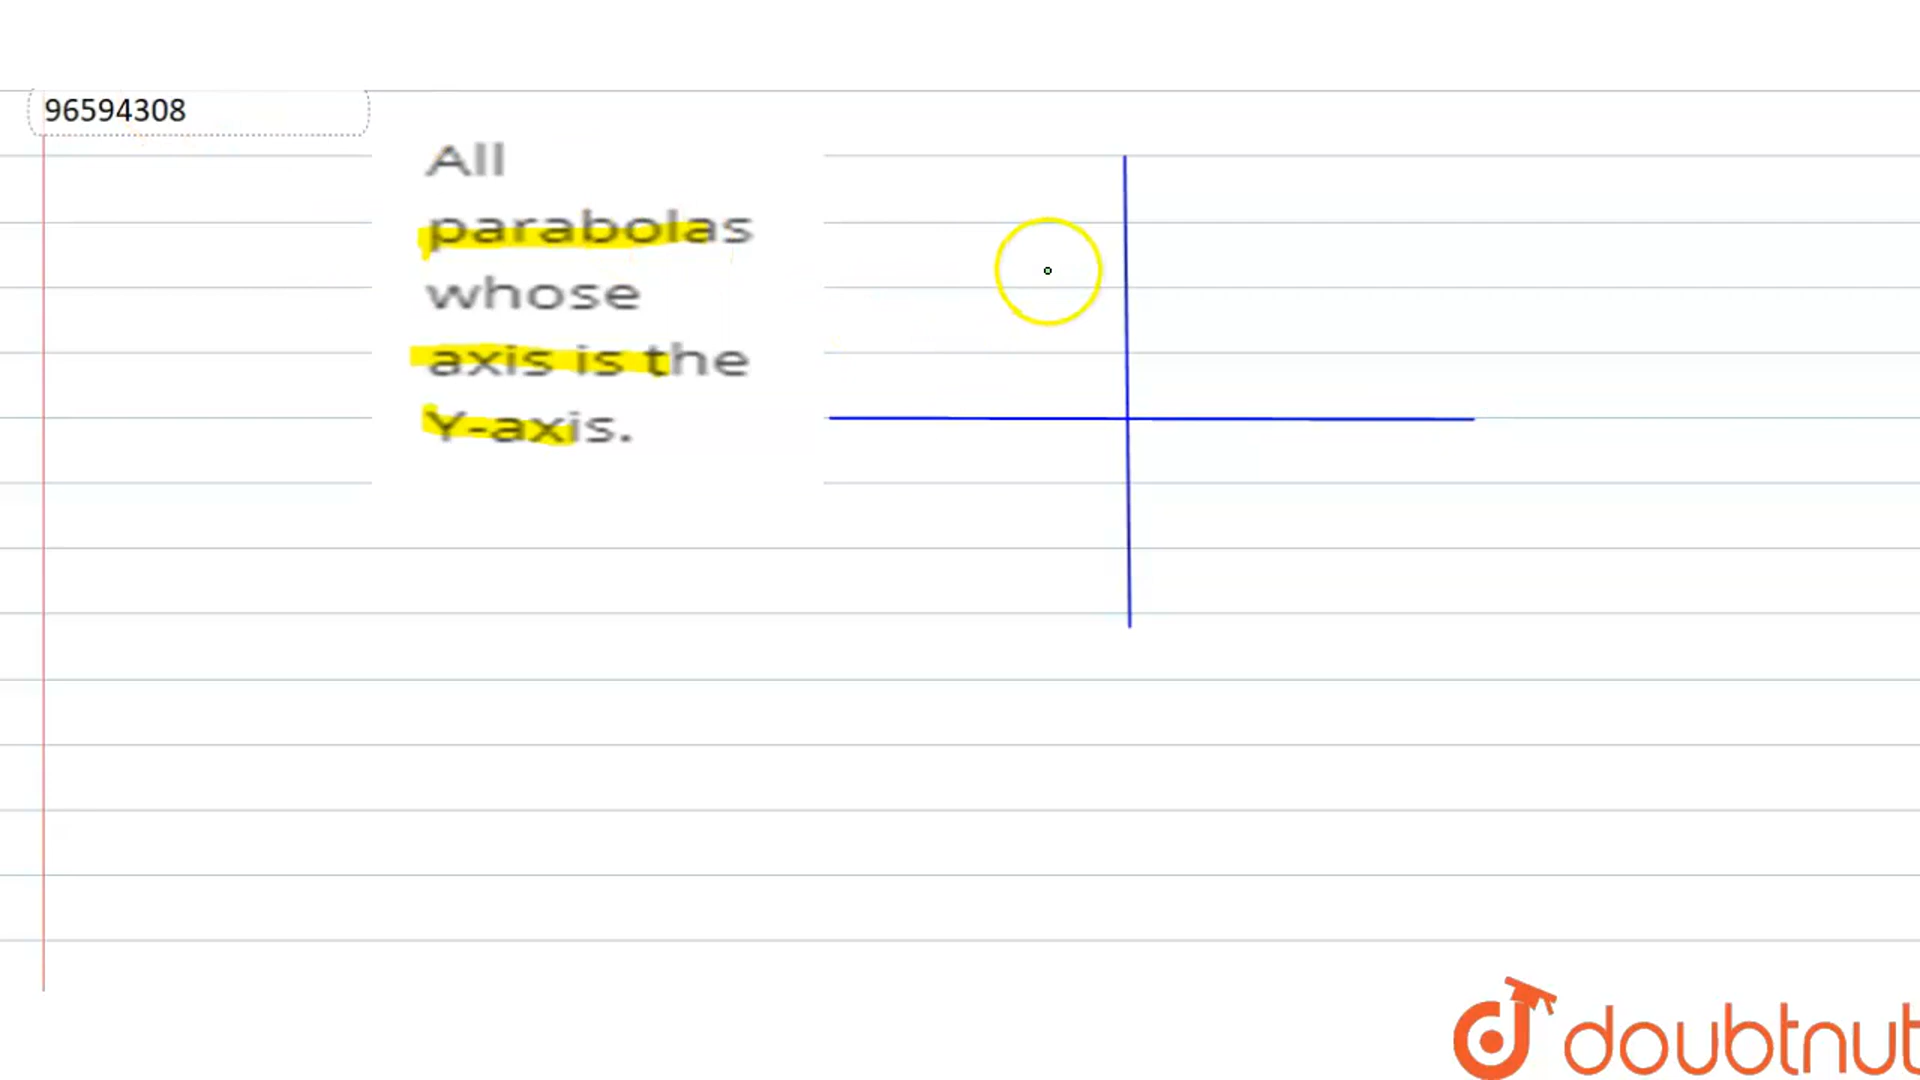 96594308
All
parabolas
whose
axis is the
Y-axis.
doubtnut